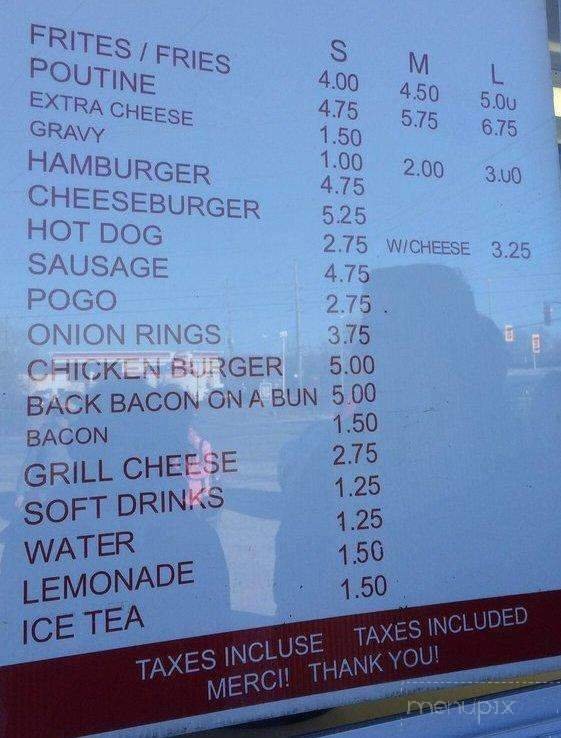 S M L
FRITES / FRIES 4.00 4.50 5.00
POUTINE 4.75 5.75 6.75
EXTRA CHEESE 1.50
GRAVY 1.00 2.00 3.00
HAMBURGER 4.75
CHEESEBURGER 5.25
HOT DOG 2.75 W/CHEESE 3.25
SAUSAGE 4.75
POGO 2.75
ONION RINGS 3.75
CHICKEN BURGER 5.00
BACK BACON ON A BUN 5.00
BACON 1.50
GRILL CHEESE 2.75
SOFT DRINKS 1.25
WATER 1.25
LEMONADE 1.50
ICE TEA 1.50
TAXES INCLUSE TAXES INCLUDED
MERCI! THANK YOU!
menupix